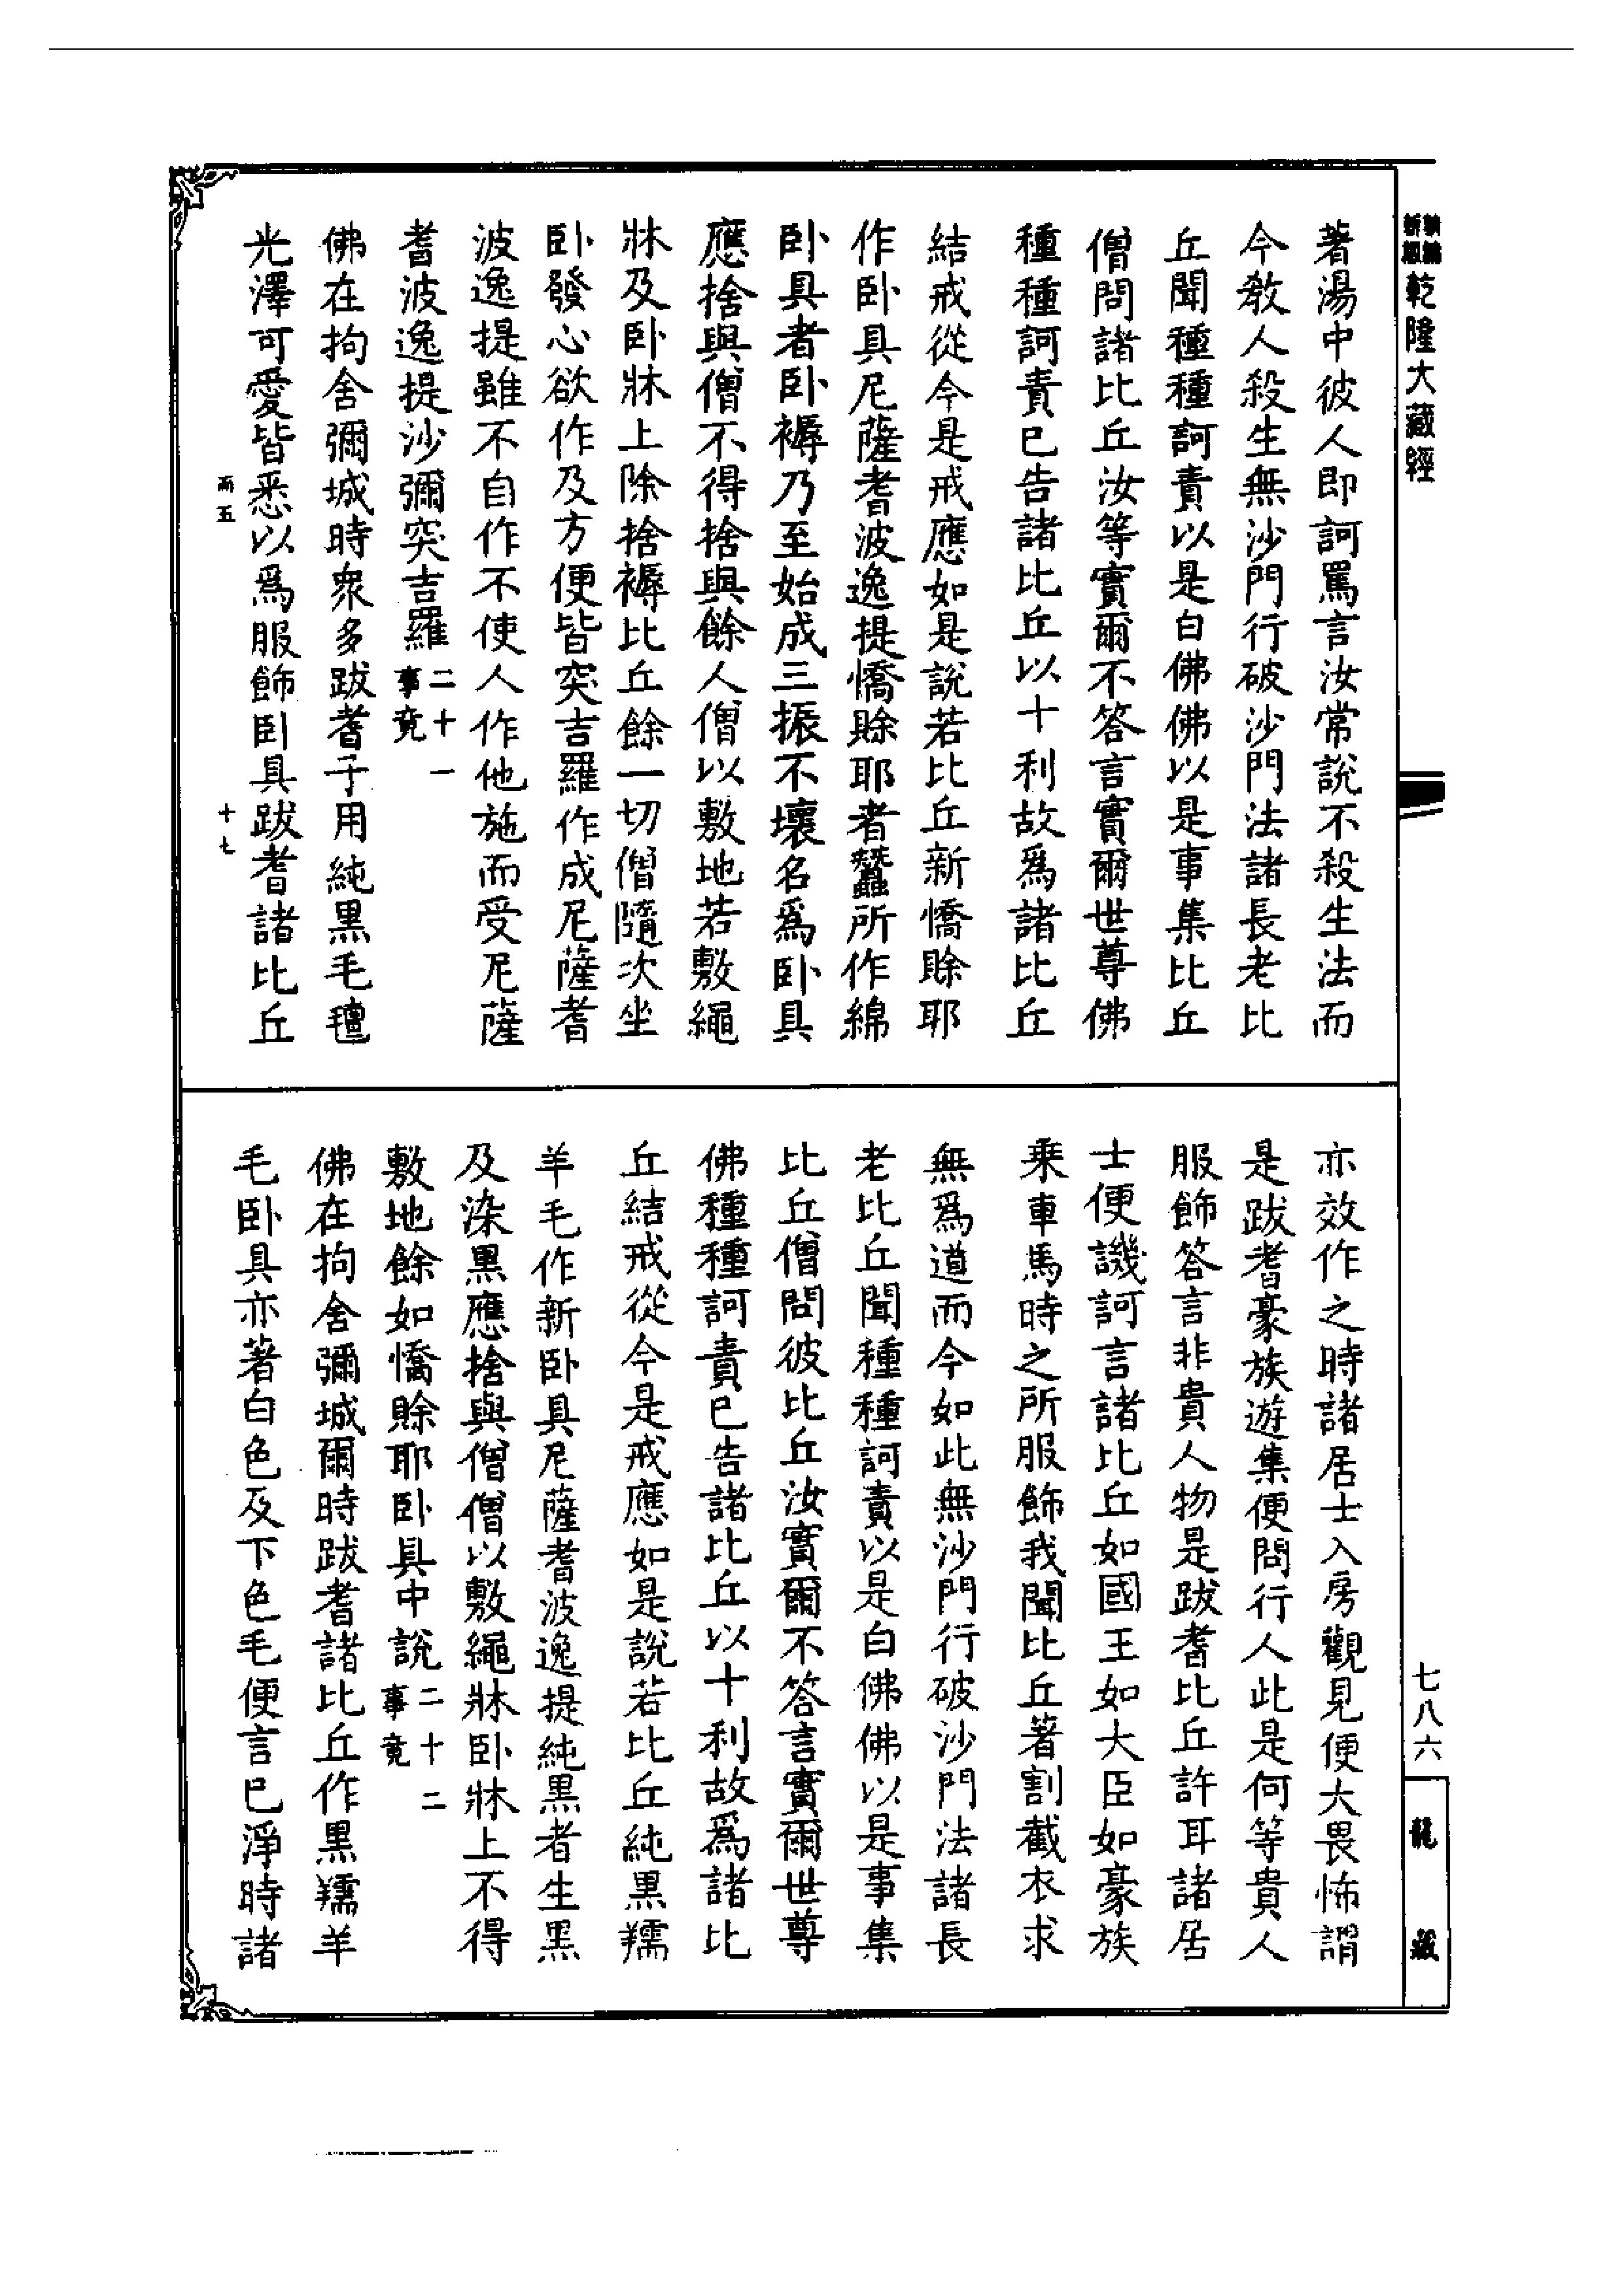 乾隆大藏經
著湯中彼人即訶罵言汝常說不殺生法而
今教人殺生無沙門行破沙門法諸長老比
丘聞種種訶責以是白佛佛以是事集比丘
僧問諸比丘汝等實爾不答言實爾世尊佛
種種訶責已告諸比丘以十利故爲諸比丘
結戒從今是戒應如是說若比丘新憍賒耶
作卧具尼薩耆波逸提憍賒耶者蠶所作綿
卧具者卧褥乃至始成三振不壞名爲卧具
應捨與僧不得捨與餘人僧以敷地若敷繩
牀及卧牀上除捨褥比丘餘一切僧隨次坐
卧發心欲作及方便皆突吉羅作成尼薩耆
波逸提雖不自作不使人作他施而受尼薩
耆波逸提沙彌突吉羅二十一事竟
佛在拘舍彌城時衆多跋耆子用純黑毛氊
光澤可愛皆悉以爲服飾卧具跋耆諸比丘
五
十七
亦效作之時諸居士入房觀見便大畏怖謂
是跋耆豪族遊集便問行人此是何等貴人
服飾答言非貴人物是跋耆比丘許耳諸居
士便譏訶言諸比丘如國王如大臣如豪族
乗車馬時之所服飾我聞比丘著割截衣求
無爲道而今如此無沙門行破沙門法諸長
老比丘聞種種訶責以是白佛佛以是事集
比丘僧問彼比丘汝實爾不答言實爾世尊
佛種種訶責已告諸比丘以十利故爲諸比
丘結戒從今是戒應如是說若比丘純黑羺
羊毛作新卧具尼薩耆波逸提純黑者生黑
及染黑應捨與僧僧以敷繩牀卧牀上不得
敷地餘如憍賒耶卧具中說二十二事竟
佛在拘舍彌城爾時跋耆諸比丘作黑羺羊
毛卧具亦著白色及下色毛便言已淨時諸
七八六
龍藏